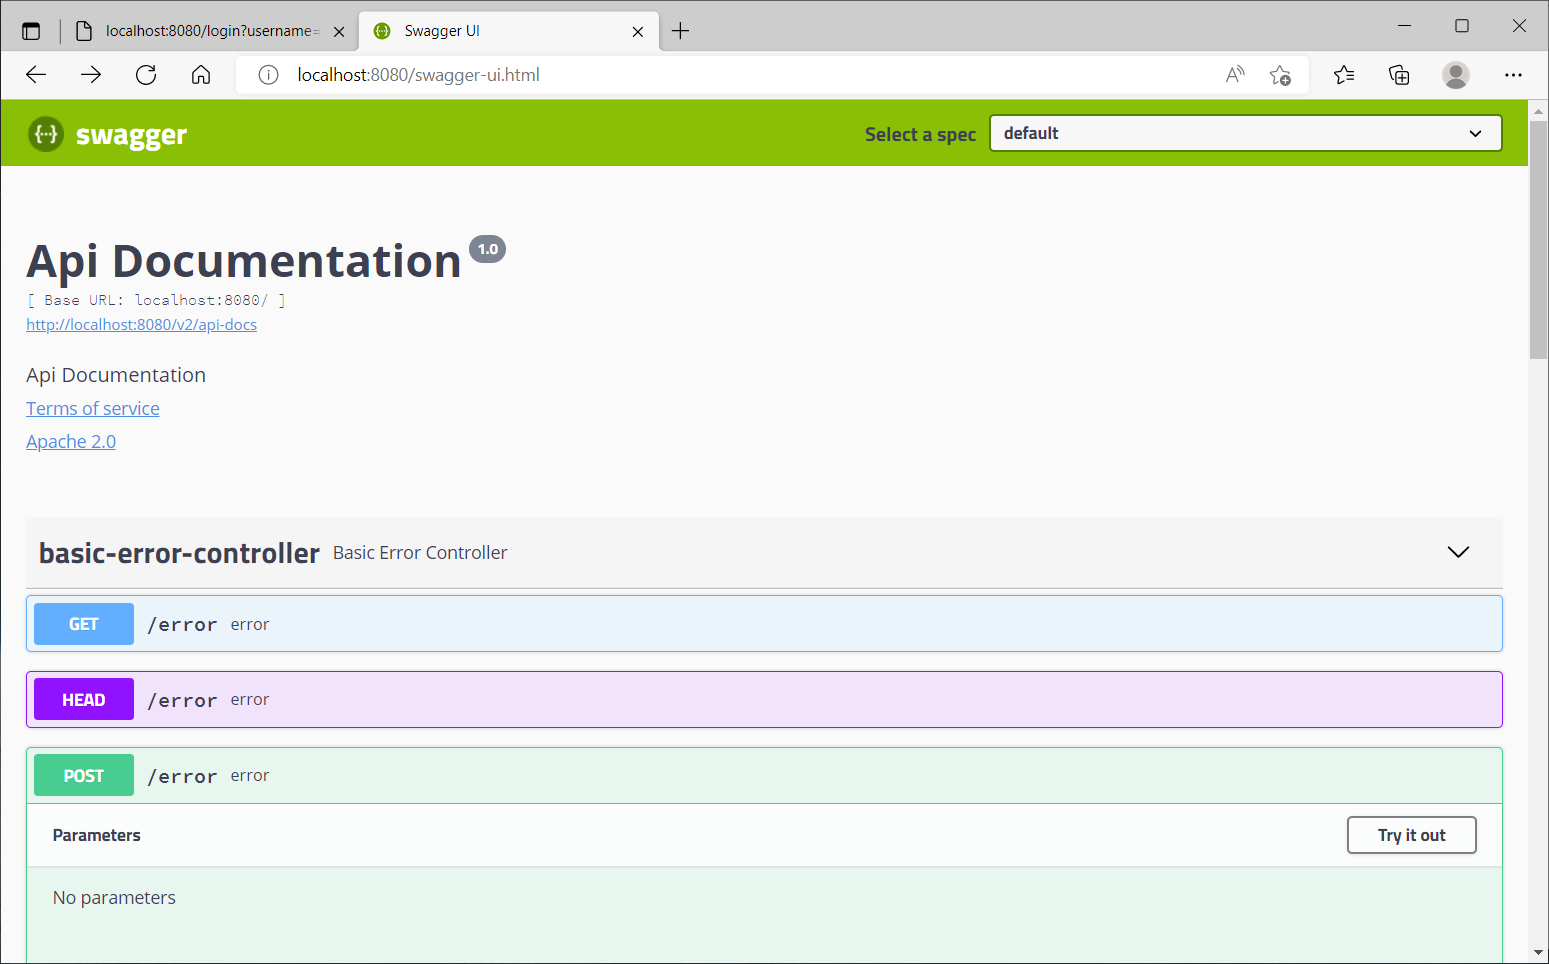 localhost:8080/login?username=
Swagger UI
localhost:8080/swagger-ui.html
swagger
Select a spec
default
Api Documentation 1.0
[ Base URL: localhost:8080/ ]
http://localhost:8080/v2/api-docs
Api Documentation
Terms of service
Apache 2.0
basic-error-controller Basic Error Controller
GET /error error
HEAD /error error
POST /error error
Parameters
Try it out
No parameters